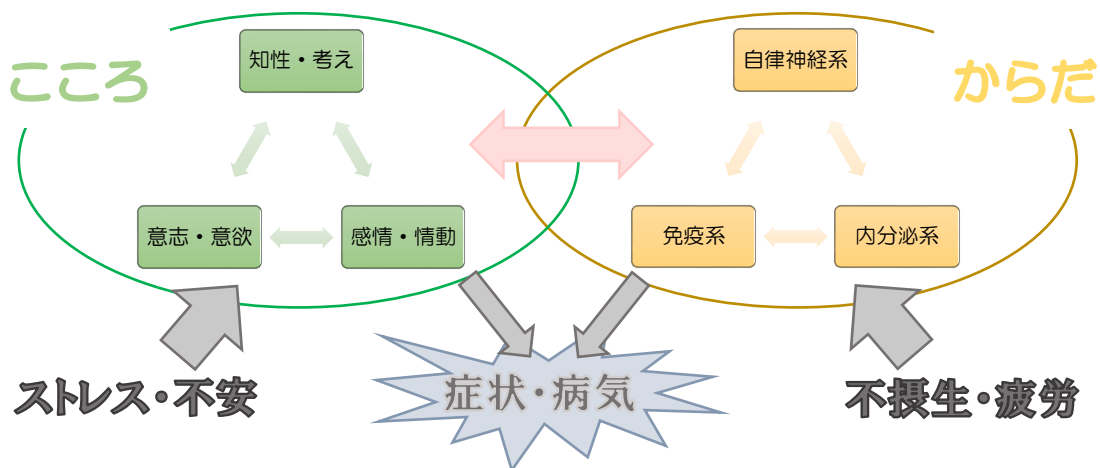 知性・考え
自律神経系
こころ
からだ
意志・意欲
感情・情動
免疫系
内分泌系
ストレス・不安
症状・病気
不摂生・疲労